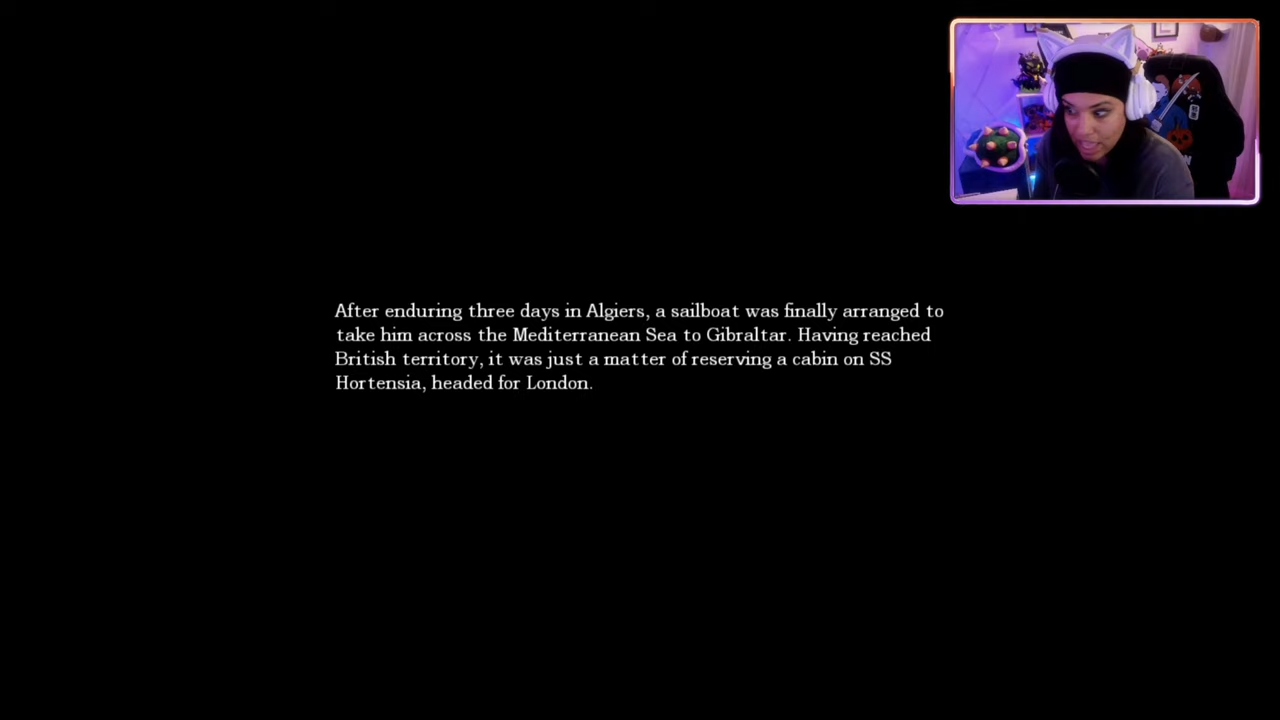 After enduring three days in Algiers, a sailboat was finally arranged to
take him across the Mediterranean Sea to Gibraltar. Having reached
British territory, it was just a matter of reserving a cabin on SS
Hortensia, headed for London.